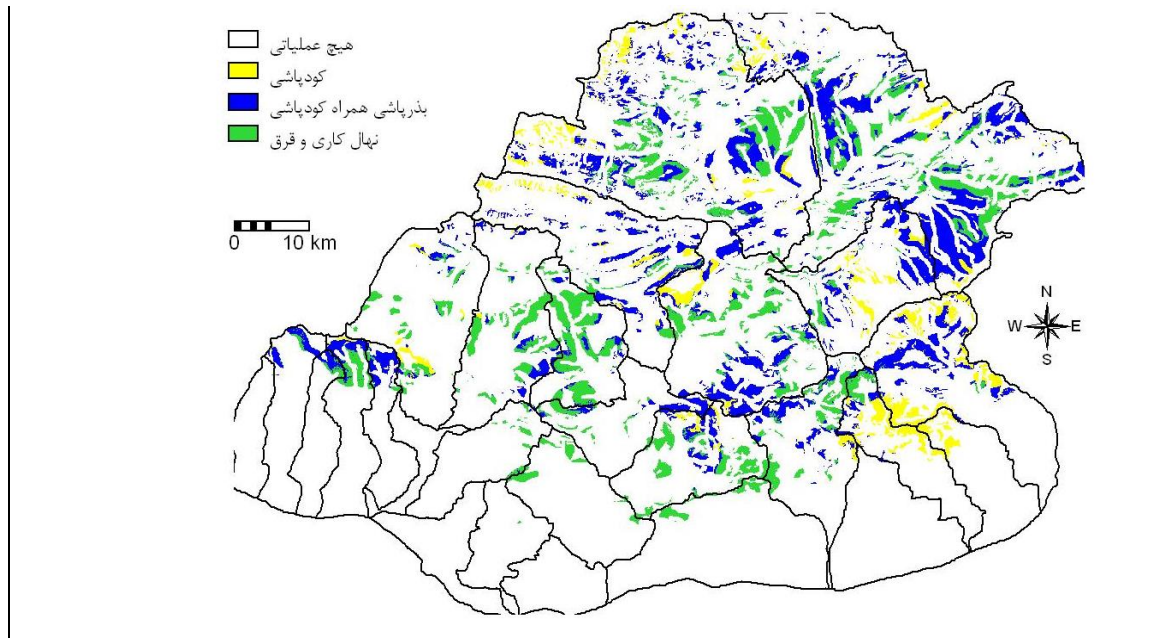 هیچ عملیاتی
کودپاشی
بذرپاشی همراه کودپاشی
نهال کاری و قرق
0 10 km
N
W E
S